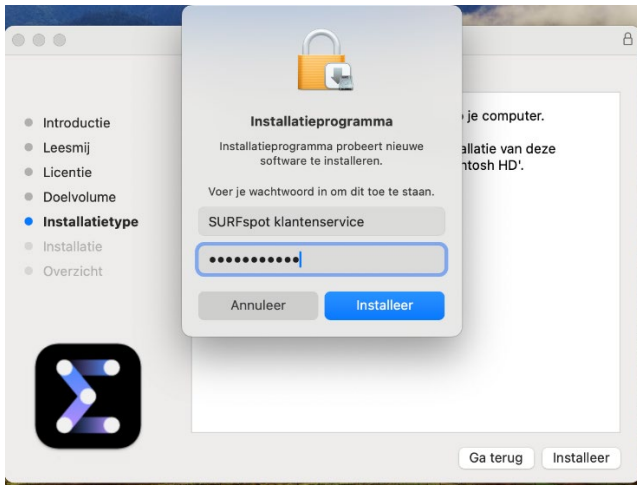 Introductie
Leesmij
Licentie
Doelvolume
Installatietype
Installatie
Overzicht
Installatieprogramma
Installatieprogramma probeert nieuwe
software te installeren.
Voer je wachtwoord in om dit toe te staan.
SURFspot klantenservice
•••••••••••
Annuleer
Installeer
je computer.
allatie van deze
ntosh HD'.
Ga terug
Installeer